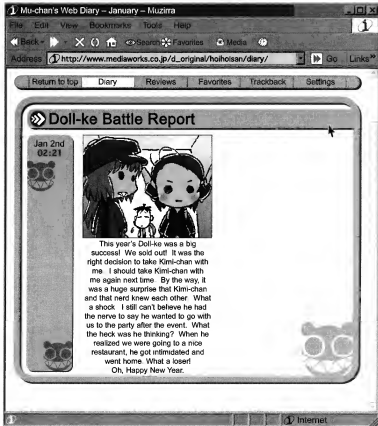 Mu-chan's Web Diary – January – Muzirra
File Edit View Bookmarks Tools Help
Back Search Favorites Media
Address http://www.mediaworks.co.jp/d_original/hoihoisan/diary/ Go Links
Return to top Diary Reviews Favorites Trackback Settings
Doll-ke Battle Report
Jan 2nd
02:21
This year's Doll-ke was a big
success! We sold out! It was the
right decision to take Kimi-chan with
me I should take Kimi-chan with
me again next time. By the way, it
was a huge surprise that Kimi-chan
and that nerd knew each other. What
a shock I still can't believe he had
the nerve to say he wanted to go with
us to the party after the event. What
the heck was he thinking? When he
realized we were going to a nice
restaurant, he got intimidated and
went home. What a loser!
Oh, Happy New Year.
Internet